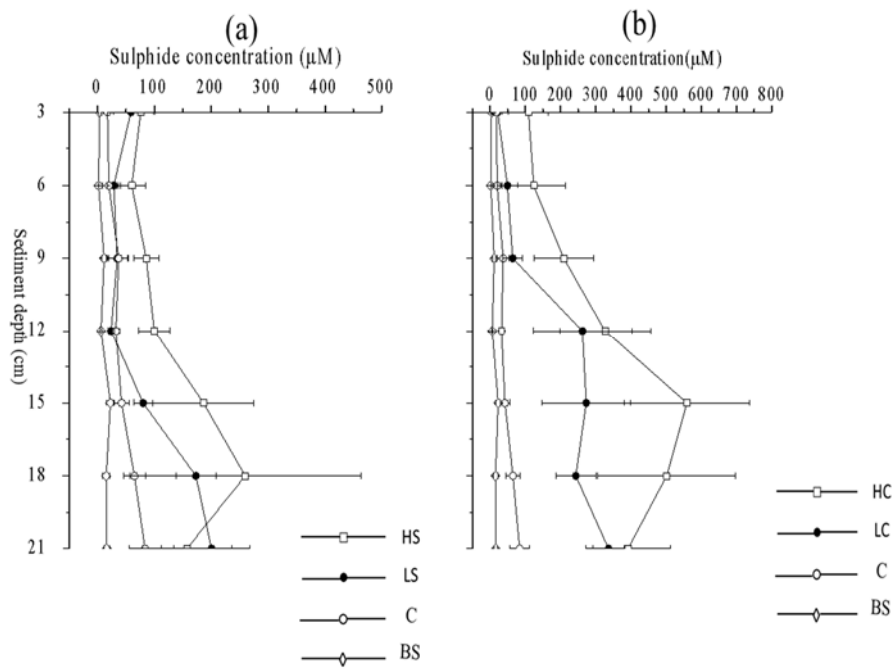 (a)
Sulphide concentration (µM)
0 100 200 300 400 500
3
6
9
12
15
18
21
Sediment depth (cm)
HS
LS
C
BS
(b)
Sulphide concentration(µM)
0 100 200 300 400 500 600 700 800
HC
LC
C
BS